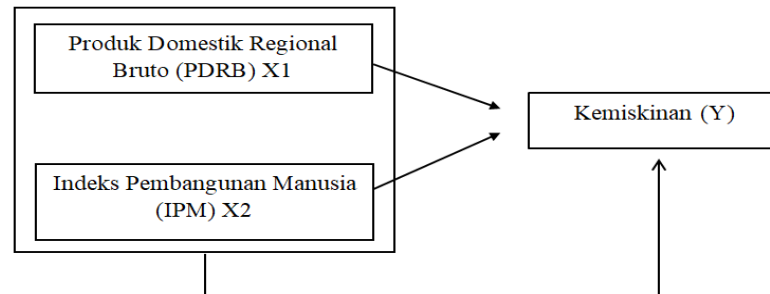 Produk Domestik Regional
Bruto (PDRB) X1
Kemiskinan (Y)
Indeks Pembangunan Manusia
(IPM) X2